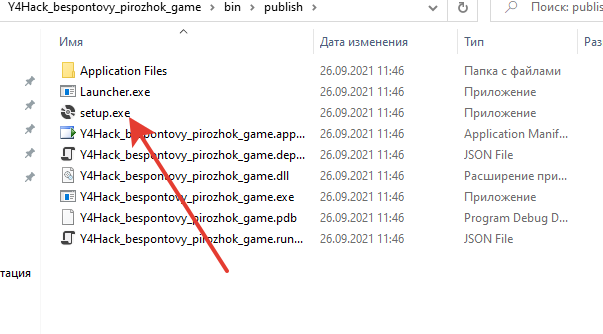 Y4Hack_bespontovy_pirozhok_game > bin > publish > Поиск: publis
Имя Дата изменения Тип Раз
Application Files 26.09.2021 11:46 Папка с файлами
Launcher.exe 26.09.2021 11:46 Приложение
setup.exe 26.09.2021 11:46 Приложение
Y4Hack_bespontovy_pirozhok_game.app... 26.09.2021 11:46 Application Manif...
Y4Hack_bespontovy_pirozhok_game.dep... 26.09.2021 11:46 JSON File
Y4Hack_bespontovy_pirozhok_game.dll 26.09.2021 11:46 Расширение при...
Y4Hack_bespontovy_pirozhok_game.exe 26.09.2021 11:46 Приложение
Y4Hack_bespontovy_pirozhok_game.pdb 26.09.2021 11:46 Program Debug D...
Y4Hack_bespontovy_pirozhok_game.run... 26.09.2021 11:46 JSON File
тация